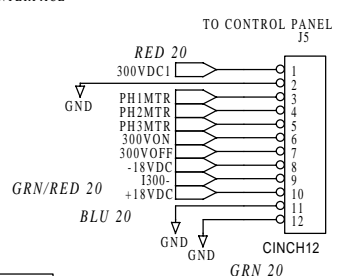 TO CONTROL PANEL
J5
RED 20
300VDC1
1
2
GND
PH1MTR
3
PH2MTR
4
PH3MTR
5
300VON
6
300VOFF
7
-18VDC
8
I300-
9
GRN/RED 20
+18VDC
10
BLU 20
11
12
GND
GND
CINCH12
GRN 20